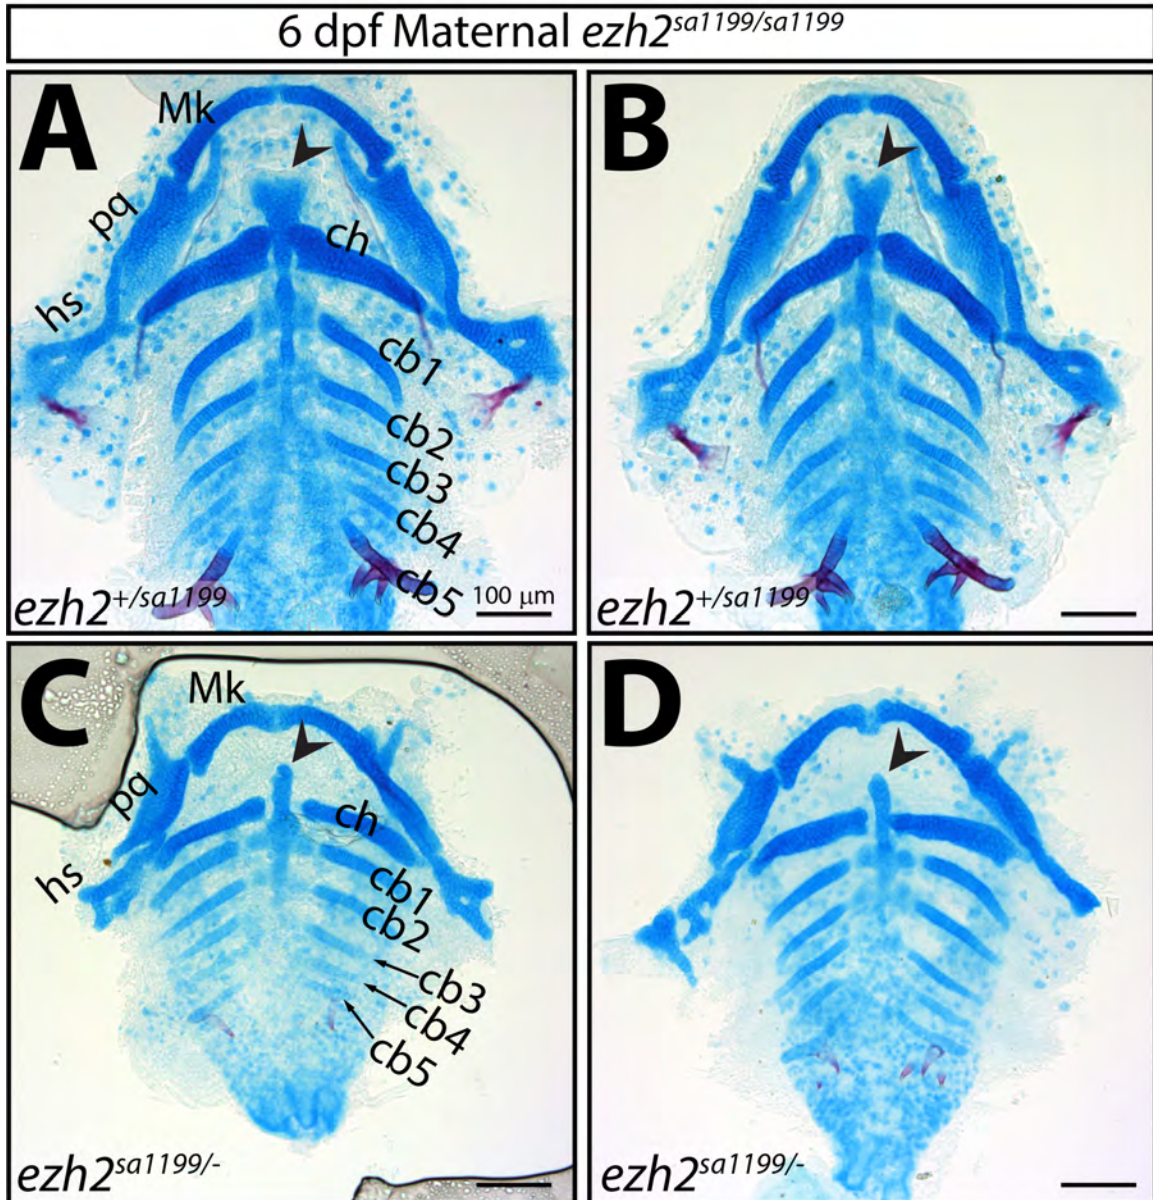 6 dpf Maternal ezh2sa1199/sa1199
A
Mk
pq
hs
ch
cb1
cb2
cb3
cb4
cb5
100 μm
ezh2+/sa1199
B
ezh2+/sa1199
C
Mk
pq
hs
ch
cb1
cb2
cb3
cb4
cb5
ezh2sa1199/-
D
ezh2sa1199/-